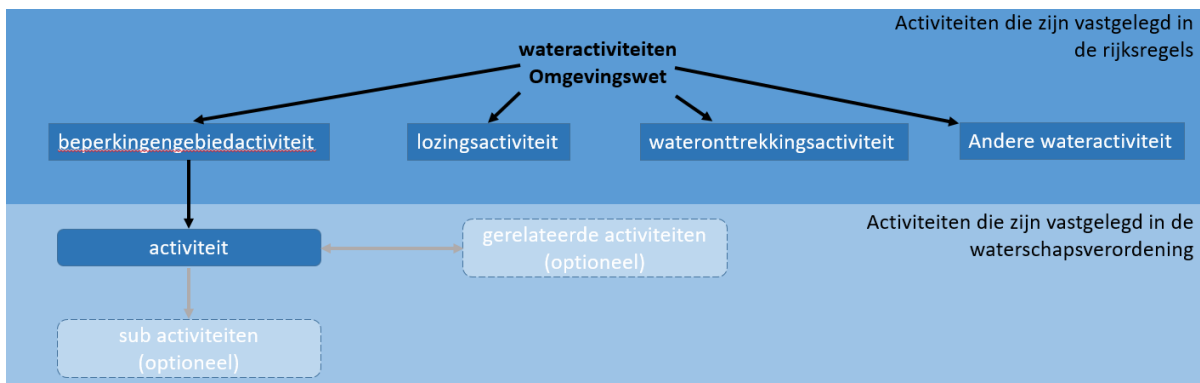 Activiteiten die zijn vastgelegd in
de rijksregels
wateractiviteiten
Omgevingswet
beperkingengebiedactiviteit
lozingsactiviteit
wateronttrekkingsactiviteit
Andere wateractiviteit
Activiteiten die zijn vastgelegd in de
waterschapsverordening
activiteit
gerelateerde activiteiten
(optioneel)
sub activiteiten
(optioneel)